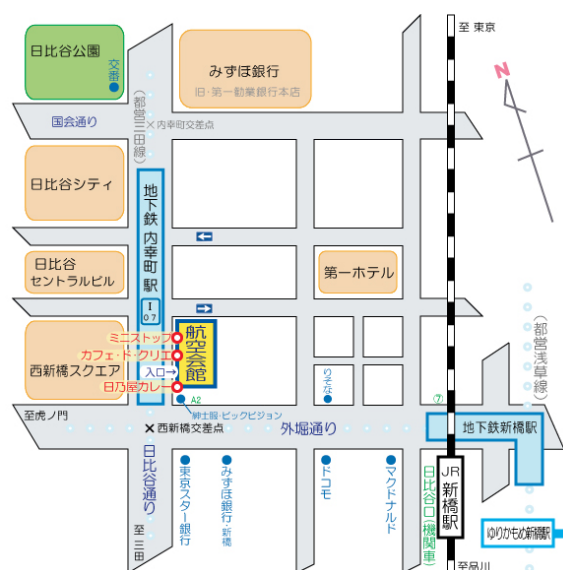 至 東京
日比谷公園
交番
みずほ銀行
旧・第一勧業銀行本店
N
国会通り
(都営三田線)
×内幸町交差点
日比谷シティ
地下鉄 内幸町駅
I
07
日比谷
セントラルビル
第一ホテル
(都営浅草線)
ミニストップ
カフェ・ド・クリエ
航空会館
西新橋スクエア
入口→
日乃屋カレー
りそな
A2
紳士服・ビックビジョン
⑦
至虎ノ門
×西新橋交差点
外堀通り
地下鉄新橋駅
日比谷通り
東京スター銀行
みずほ銀行・新橋
ドコモ
マクドナルド
日比谷口(機関車)
JR 新橋駅
ゆりかもめ新橋駅
至 三田
至品川